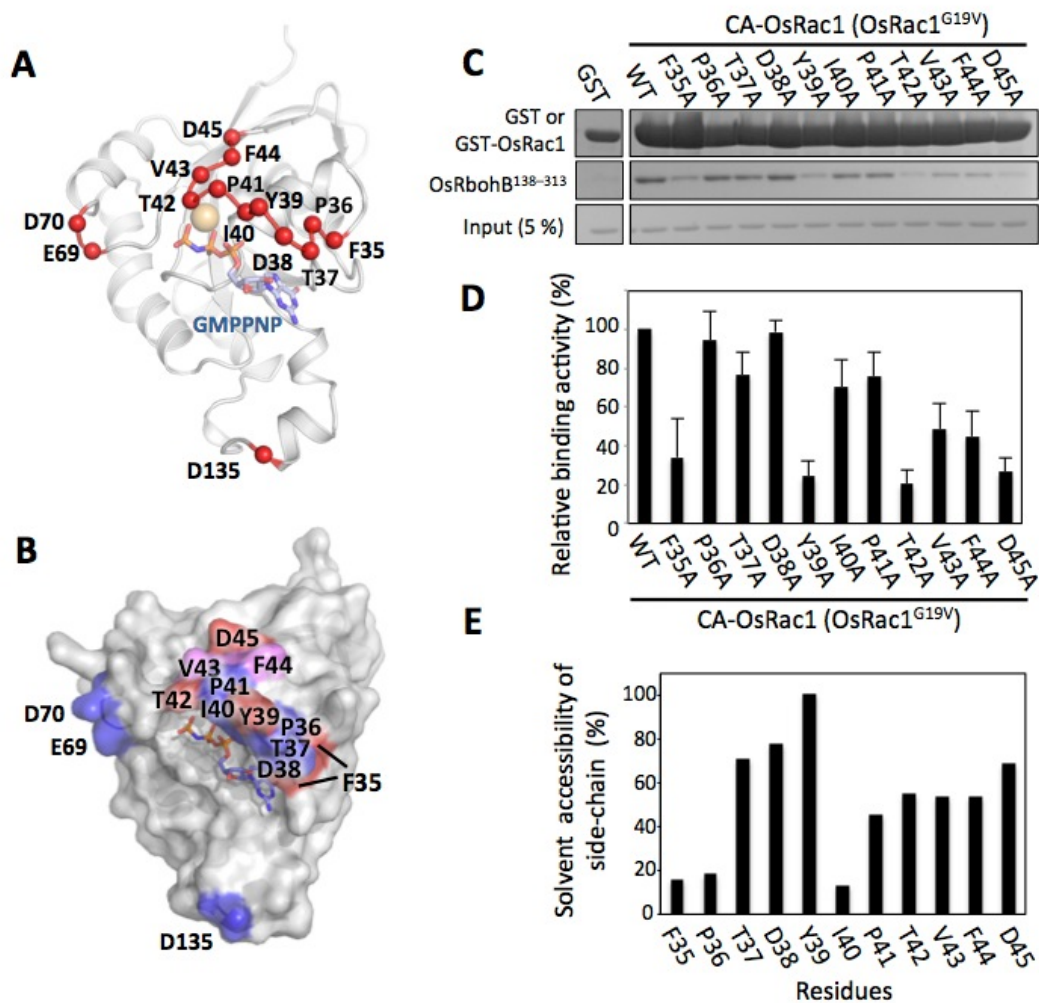 A
D45
F44
V43
P41
T42
Y39
P36
D70
E69
I40
F35
D38
T37
GMPPNP
D135
B
D45
V43
F44
P41
T42
I40
Y39
D70
P36
E69
T37
D38
F35
D135
C
CA-OsRac1 (OsRac1G19V)
GST WT F35A P36A T37A D38A Y39A I40A P41A T42A V43A F44A D45A
GST or
GST-OsRac1
OsRbohB138–313
Input (5 %)
D
Relative binding activity (%)
100
80
60
40
20
0
WT F35A P36A T37A D38A Y39A I40A P41A T42A V43A F44A D45A
CA-OsRac1 (OsRac1G19V)
E
Solvent accessibility of
side-chain (%)
100
80
60
40
20
0
F35 P36 T37 D38 Y39 I40 P41 T42 V43 F44 D45
Residues